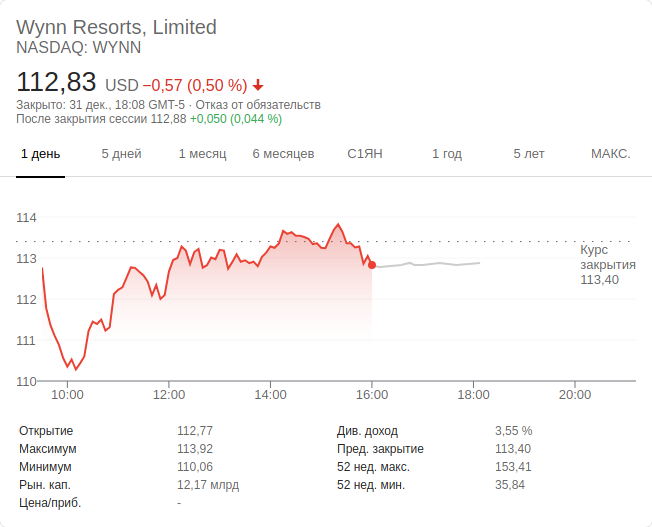 Wynn Resorts, Limited
NASDAQ: WYNN
112,83 USD −0,57 (0,50 %)
Закрыто: 31 дек., 18:08 GMT-5 · Отказ от обязательств
После закрытия сессии 112,88 +0,050 (0,044 %)
1 день 5 дней 1 месяц 6 месяцев С1ЯН 1 год 5 лет МАКС.
114
113
112
111
110
Курс
закрытия
113,40
10:00 12:00 14:00 16:00 18:00 20:00
Открытие 112,77 Див. доход 3,55 %
Максимум 113,92 Пред. закрытие 113,40
Минимум 110,06 52 нед. макс. 153,41
Рын. кап. 12,17 млрд 52 нед. мин. 35,84
Цена/приб. -